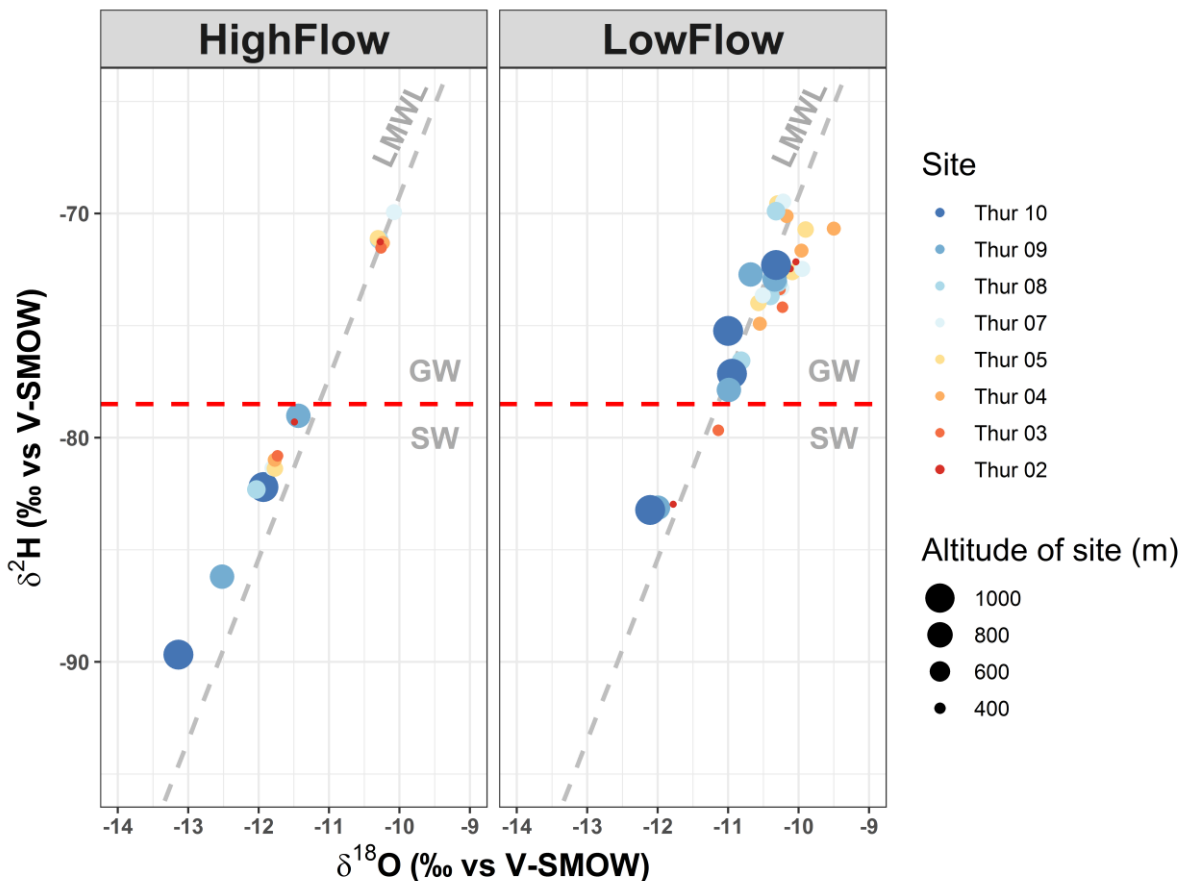 HighFlow
LowFlow
LMWL
LMWL
-70
-80
-90
GW
SW
GW
SW
-14 -13 -12 -11 -10 -9
-14 -13 -12 -11 -10 -9
δ²H (‰ vs V-SMOW)
δ¹⁸O (‰ vs V-SMOW)
Site
Thur 10
Thur 09
Thur 08
Thur 07
Thur 05
Thur 04
Thur 03
Thur 02
Altitude of site (m)
1000
800
600
400